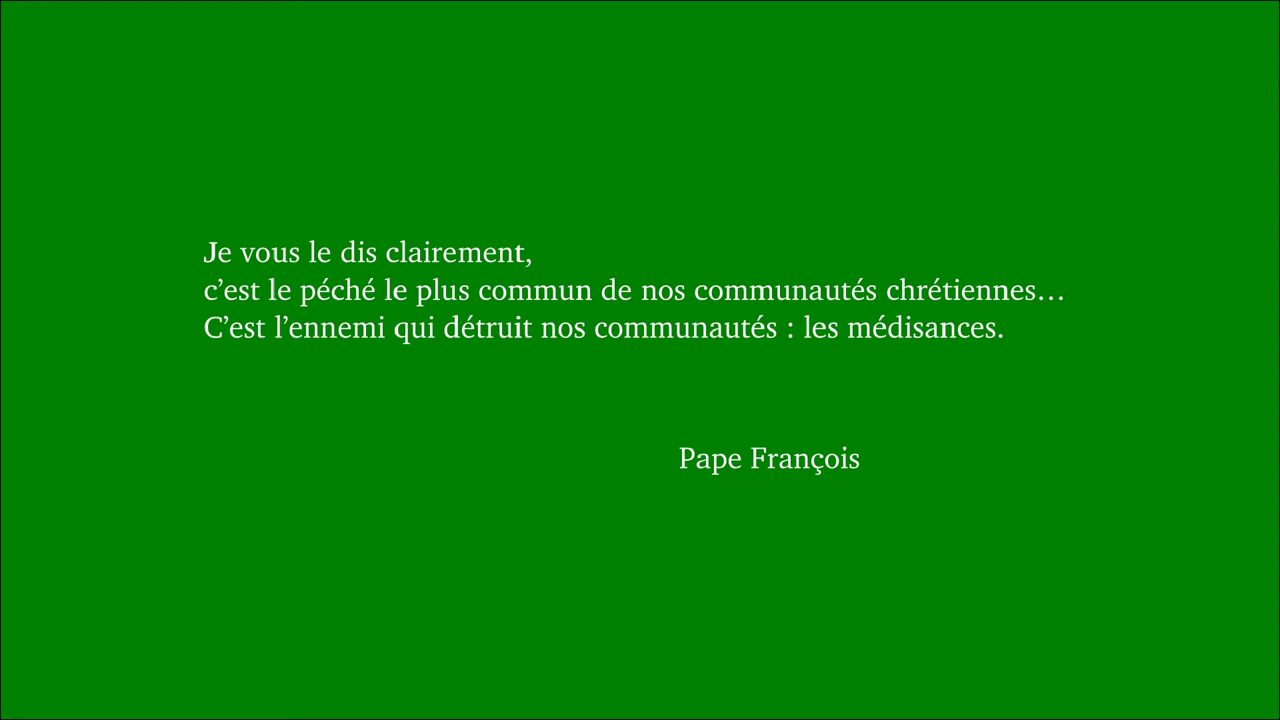 Je vous le dis clairement,
c’est le péché le plus commun de nos communautés chrétiennes…
C’est l’ennemi qui détruit nos communautés : les médisances.
Pape François